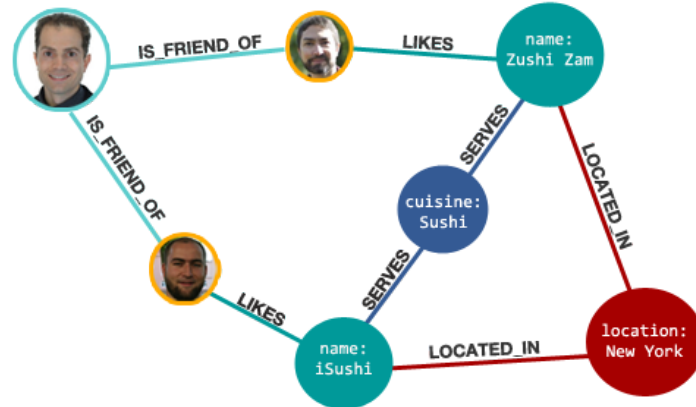 IS_FRIEND_OF
LIKES
name:
Zushi Zam
IS_FRIEND_OF
SERVES
LOCATED_IN
cuisine:
Sushi
SERVES
LIKES
name:
iSushi
LOCATED_IN
location:
New York